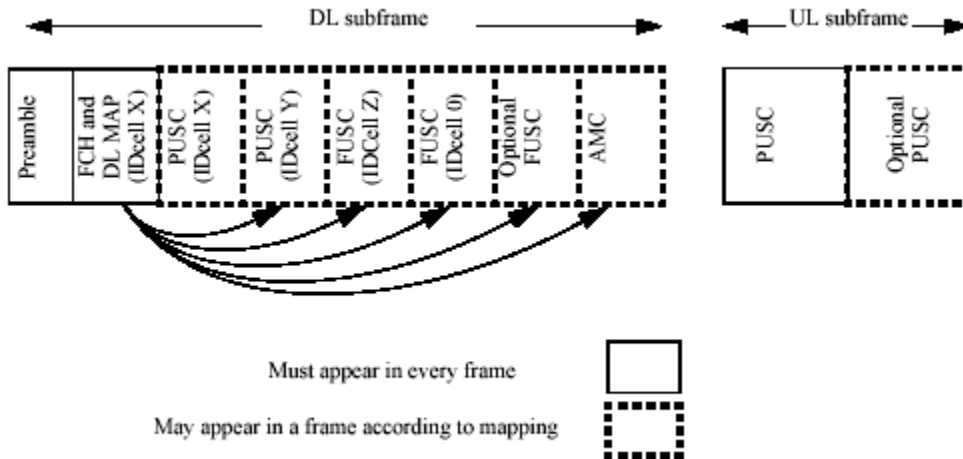 DL subframe
UL subframe
Preamble
FCH and
DL MAP
(IDcell X)
PUSC
(IDcell X)
PUSC
(IDcell Y)
FUSC
(IDCell Z)
FUSC
(IDcell 0)
Optional
FUSC
AMC
PUSC
Optional
PUSC
Must appear in every frame
May appear in a frame according to mapping